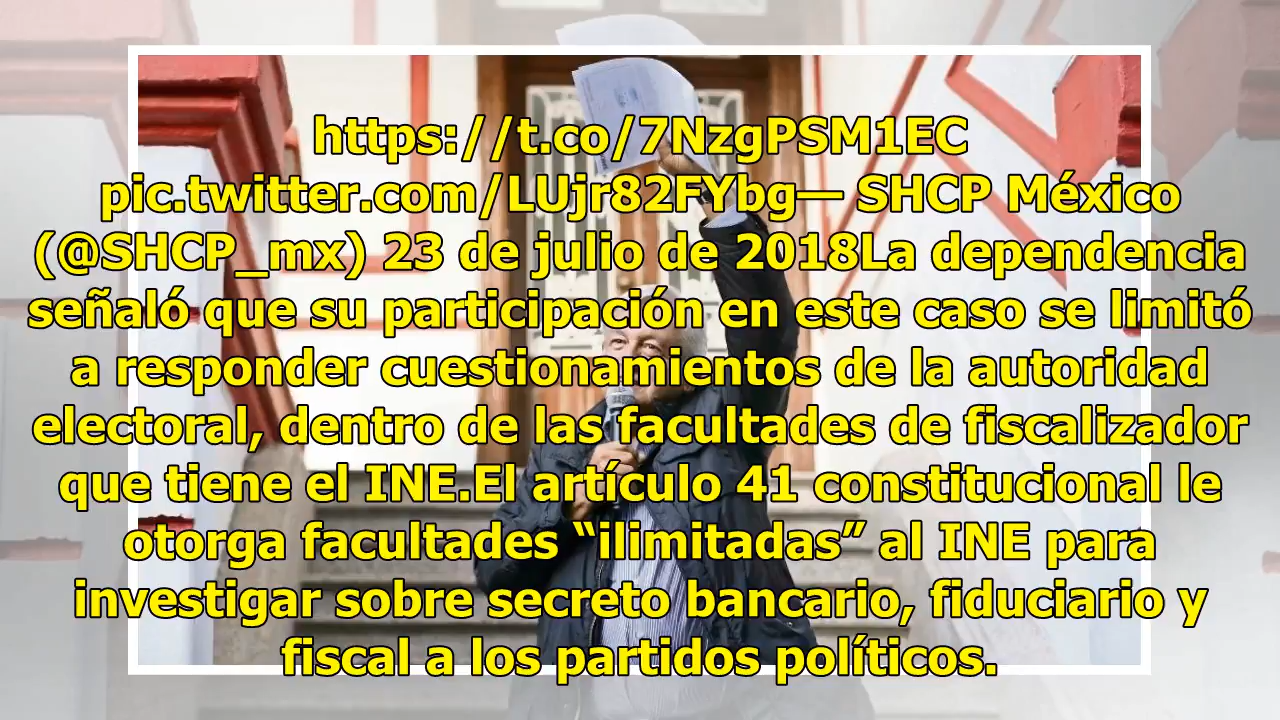 https://t.co/7NzgPSM1EC
pic.twitter.com/LUjr82FYbg— SHCP México
(@SHCP_mx) 23 de julio de 2018La dependencia
señaló que su participación en este caso se limitó
a responder cuestionamientos de la autoridad
electoral, dentro de las facultades de fiscalizador
que tiene el INE.El artículo 41 constitucional le
otorga facultades “ilimitadas” al INE para
investigar sobre secreto bancario, fiduciario y
fiscal a los partidos políticos.